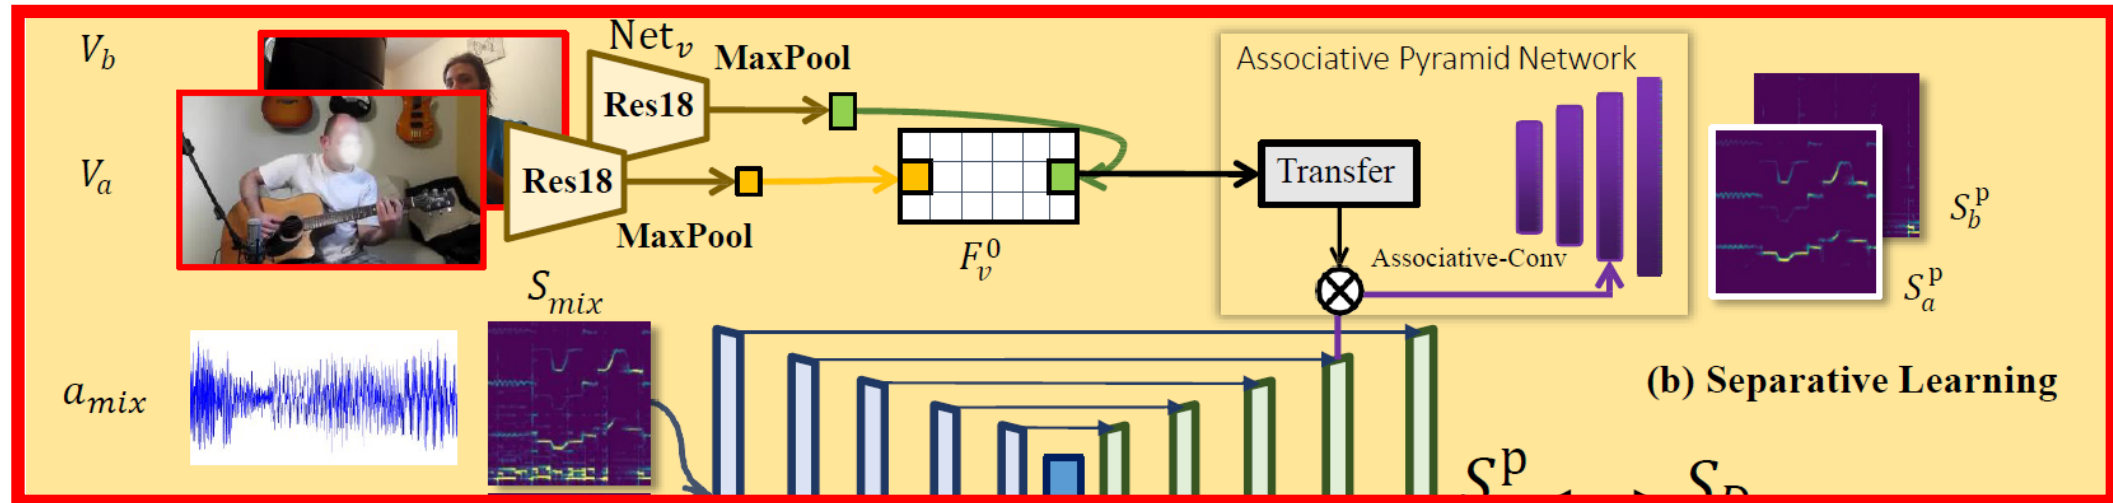 V_b
Net_v
MaxPool
Res18
Associative Pyramid Network
V_a
Res18
MaxPool
F_v^0
Transfer
Associative-Conv
S_b^p
S_a^p
S_mix
a_mix
(b) Separative Learning
S^p